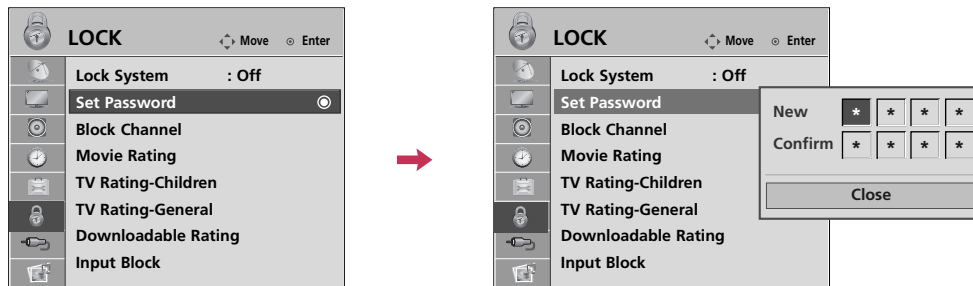 LOCK Move Enter
Lock System : Off
Set Password
Block Channel
Movie Rating
TV Rating-Children
TV Rating-General
Downloadable Rating
Input Block
LOCK Move Enter
Lock System : Off
Set Password
Block Channel
Movie Rating
TV Rating-Children
TV Rating-General
Downloadable Rating
Input Block
New * * * *
Confirm * * * *
Close